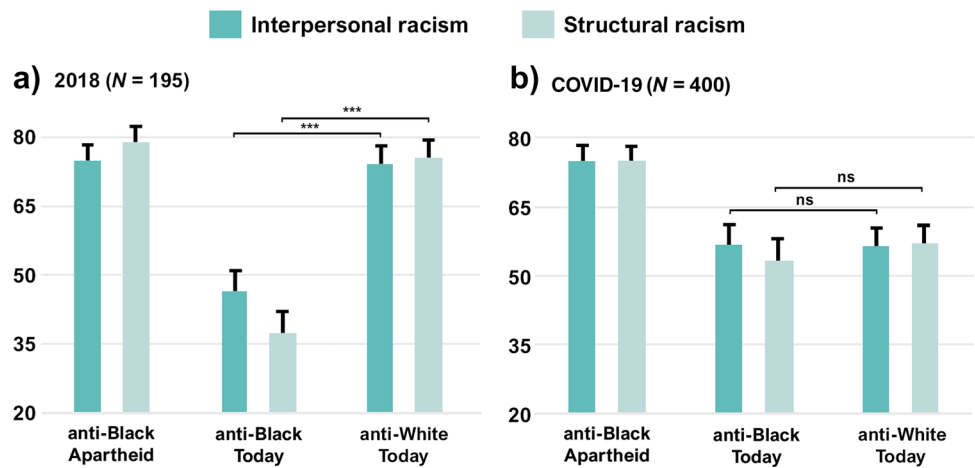 Interpersonal racism
Structural racism
a) 2018 (N = 195)
80
65
50
35
20
***
***
anti-Black
Apartheid
anti-Black
Today
anti-White
Today
b) COVID-19 (N = 400)
80
65
50
35
20
ns
ns
anti-Black
Apartheid
anti-Black
Today
anti-White
Today